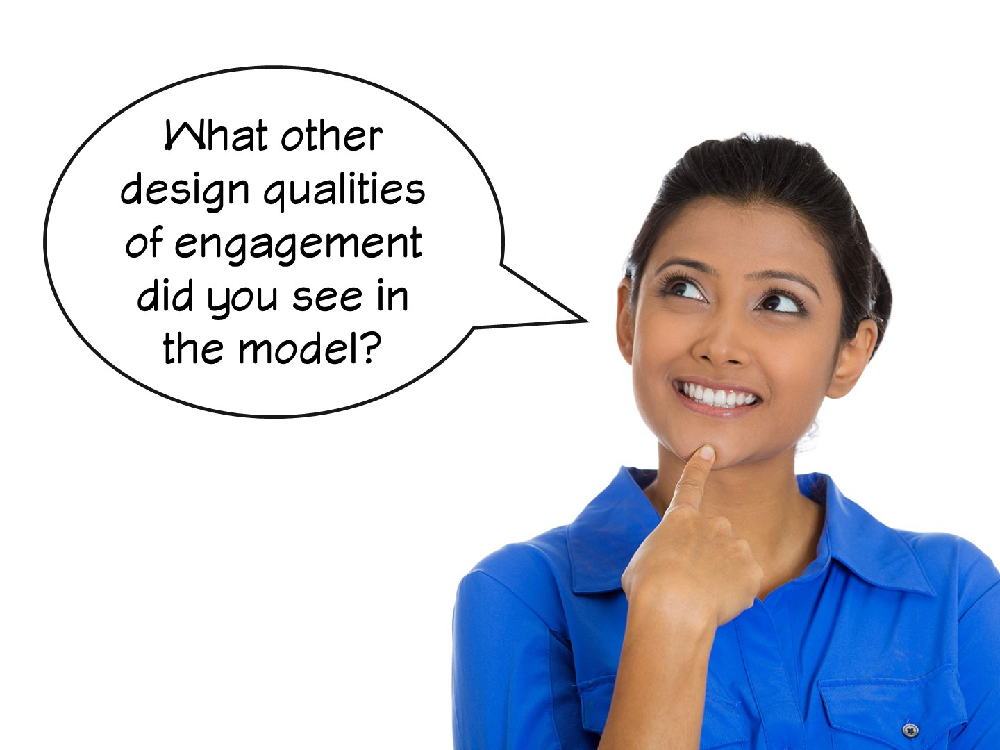 What other
design qualities
of engagement
did you see in
the model?